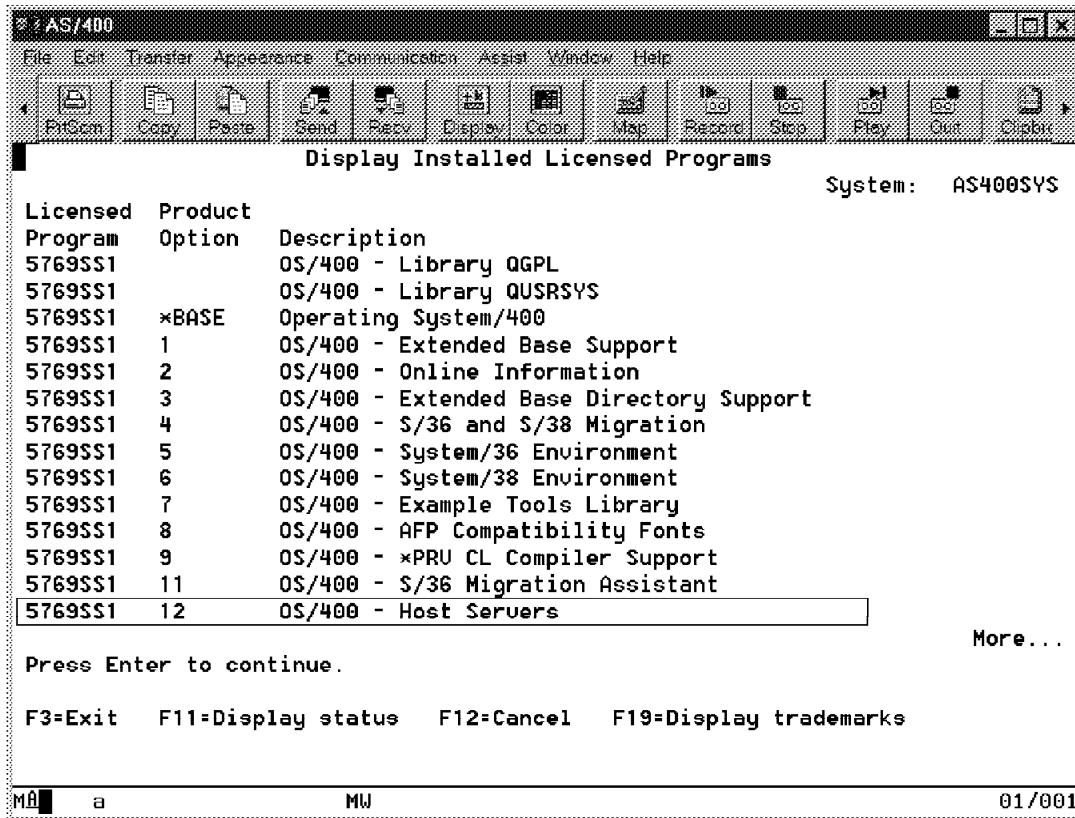 AS/400
File Edit Transfer Appearance Communication Assist Window Help
PrtScrn Copy Paste Send Recv Display Color Map Record Stop Play Quit Clipbrd
Display Installed Licensed Programs
System: AS400SYS
Licensed Product
Program Option Description
5769SS1 OS/400 - Library QGPL
5769SS1 OS/400 - Library QUSRSYS
5769SS1 *BASE Operating System/400
5769SS1 1 OS/400 - Extended Base Support
5769SS1 2 OS/400 - Online Information
5769SS1 3 OS/400 - Extended Base Directory Support
5769SS1 4 OS/400 - S/36 and S/38 Migration
5769SS1 5 OS/400 - System/36 Environment
5769SS1 6 OS/400 - System/38 Environment
5769SS1 7 OS/400 - Example Tools Library
5769SS1 8 OS/400 - AFP Compatibility Fonts
5769SS1 9 OS/400 - *PRV CL Compiler Support
5769SS1 11 OS/400 - S/36 Migration Assistant
5769SS1 12 OS/400 - Host Servers
More...
Press Enter to continue.
F3=Exit F11=Display status F12=Cancel F19=Display trademarks
MA a MW 01/001